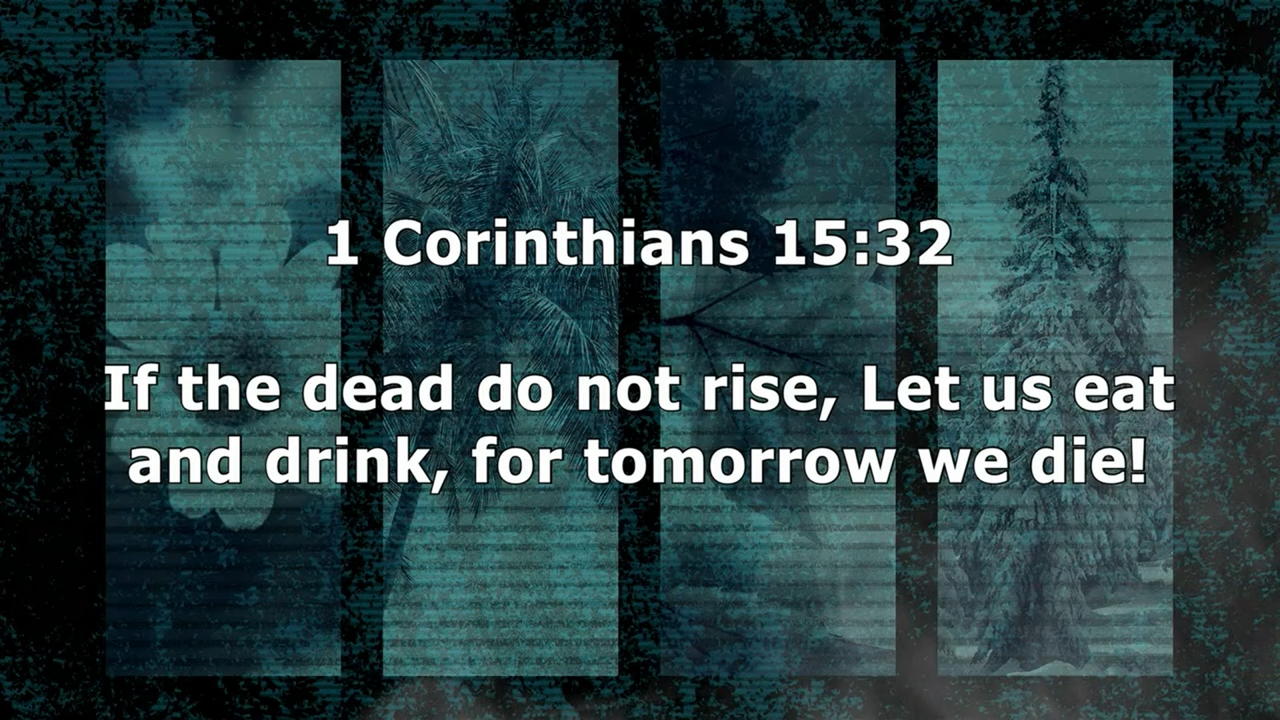 1 Corinthians 15:32
If the dead do not rise, Let us eat
and drink, for tomorrow we die!